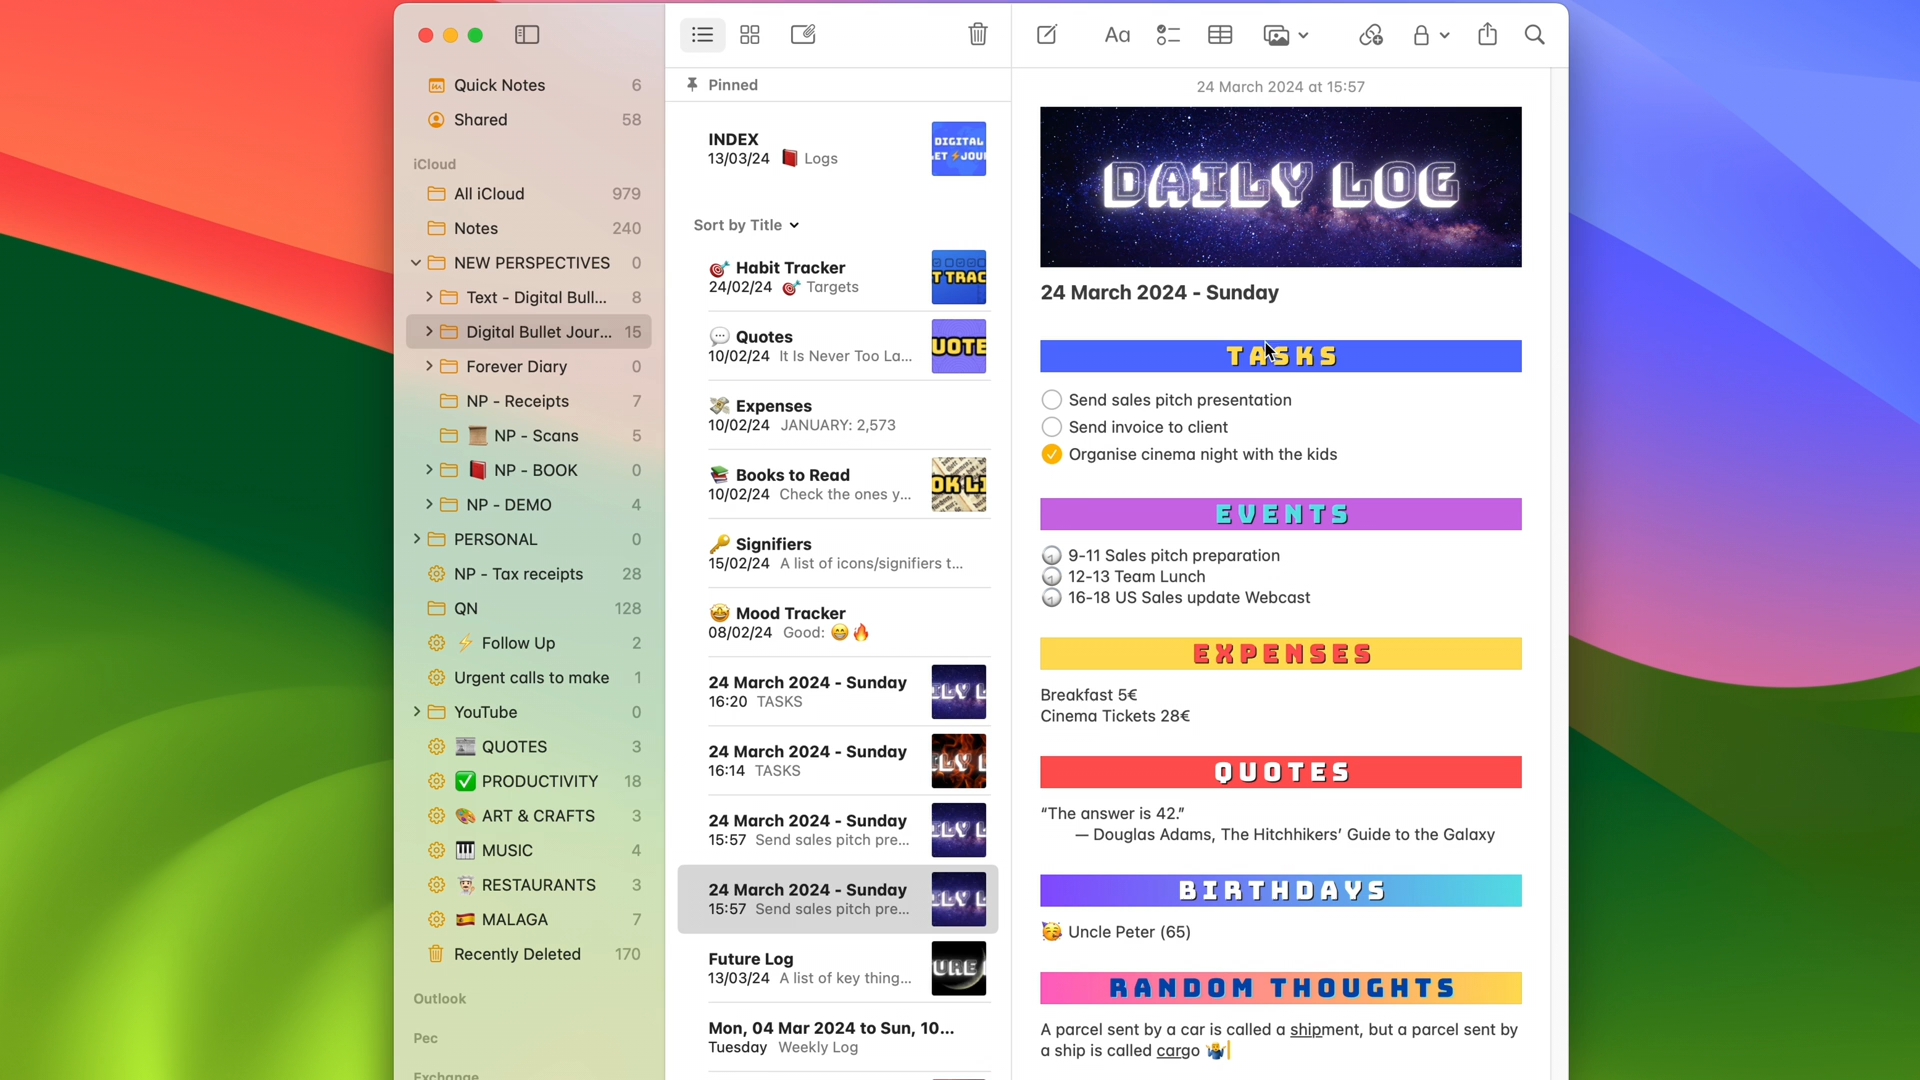 Quick Notes 6
Shared 58
iCloud
All iCloud 979
Notes 240
NEW PERSPECTIVES 0
Text - Digital Bull... 8
Digital Bullet Jour... 15
Forever Diary 0
NP - Receipts 7
NP - Scans 5
NP - BOOK 0
NP - DEMO 4
PERSONAL 0
NP - Tax receipts 28
QN 128
⚡ Follow Up 2
Urgent calls to make 1
YouTube 0
QUOTES 3
✅ PRODUCTIVITY 18
🎨 ART & CRAFTS 3
🎹 MUSIC 4
👨‍🍳 RESTAURANTS 3
🇪🇸 MALAGA 7
Recently Deleted 170
Outlook
Pec
Exchange
Pinned
INDEX
13/03/24 📕 Logs
DIGITAL
ET ⚡JOU
Sort by Title
🎯 Habit Tracker
24/02/24 🎯 Targets
T TRAC
💬 Quotes
10/02/24 It Is Never Too La...
UOTE
💸 Expenses
10/02/24 JANUARY: 2,573
📚 Books to Read
10/02/24 Check the ones y...
OK LI
🔑 Signifiers
15/02/24 A list of icons/signifiers t...
🤩 Mood Tracker
08/02/24 Good: 😁🔥
24 March 2024 - Sunday
16:20 TASKS
ILY L
24 March 2024 - Sunday
16:14 TASKS
ILY L
24 March 2024 - Sunday
15:57 Send sales pitch pre...
ILY L
24 March 2024 - Sunday
15:57 Send sales pitch pre...
ILY L
Future Log
13/03/24 A list of key thing...
URE
Mon, 04 Mar 2024 to Sun, 10...
Tuesday Weekly Log
Aa
24 March 2024 at 15:57
DAILY LOG
24 March 2024 - Sunday
TASKS
Send sales pitch presentation
Send invoice to client
Organise cinema night with the kids
EVENTS
9-11 Sales pitch preparation
12-13 Team Lunch
16-18 US Sales update Webcast
EXPENSES
Breakfast 5€
Cinema Tickets 28€
QUOTES
“The answer is 42.”
— Douglas Adams, The Hitchhikers’ Guide to the Galaxy
BIRTHDAYS
🥳 Uncle Peter (65)
RANDOM THOUGHTS
A parcel sent by a car is called a shipment, but a parcel sent by
a ship is called cargo 🤷‍♂️